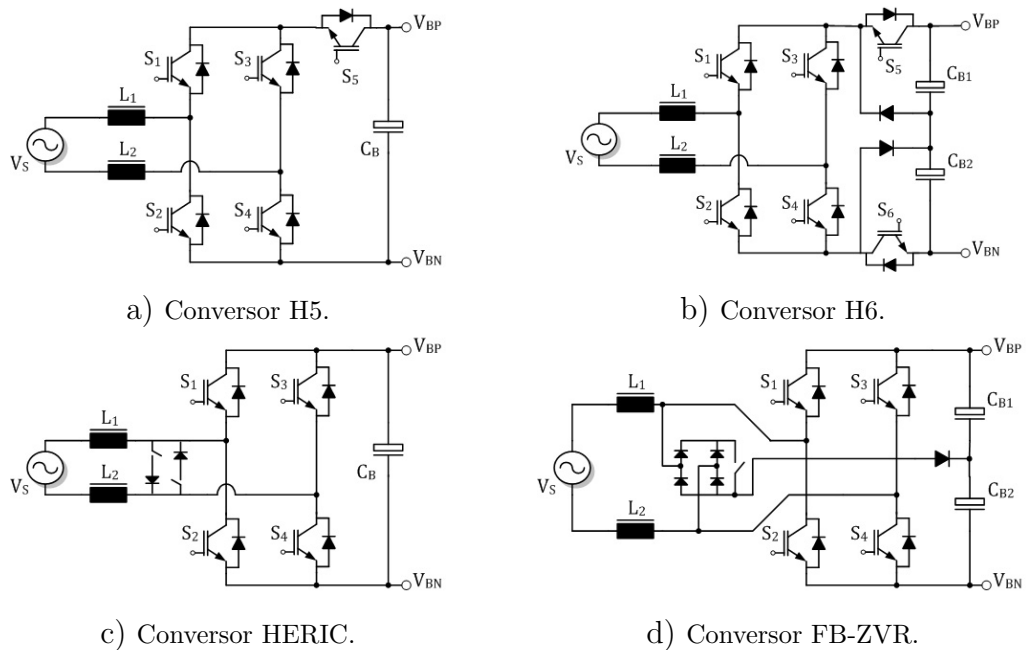 S1
S3
S5
VBP
L1
L2
VS
CB
S2
S4
VBN
a) Conversor H5.
S1
S3
S5
VBP
CB1
L1
L2
VS
CB2
S2
S4
S6
VBN
b) Conversor H6.
S1
S3
VBP
L1
L2
VS
CB
S2
S4
VBN
c) Conversor HERIC.
S1
S3
VBP
L1
CB1
VS
CB2
L2
S2
S4
VBN
d) Conversor FB-ZVR.